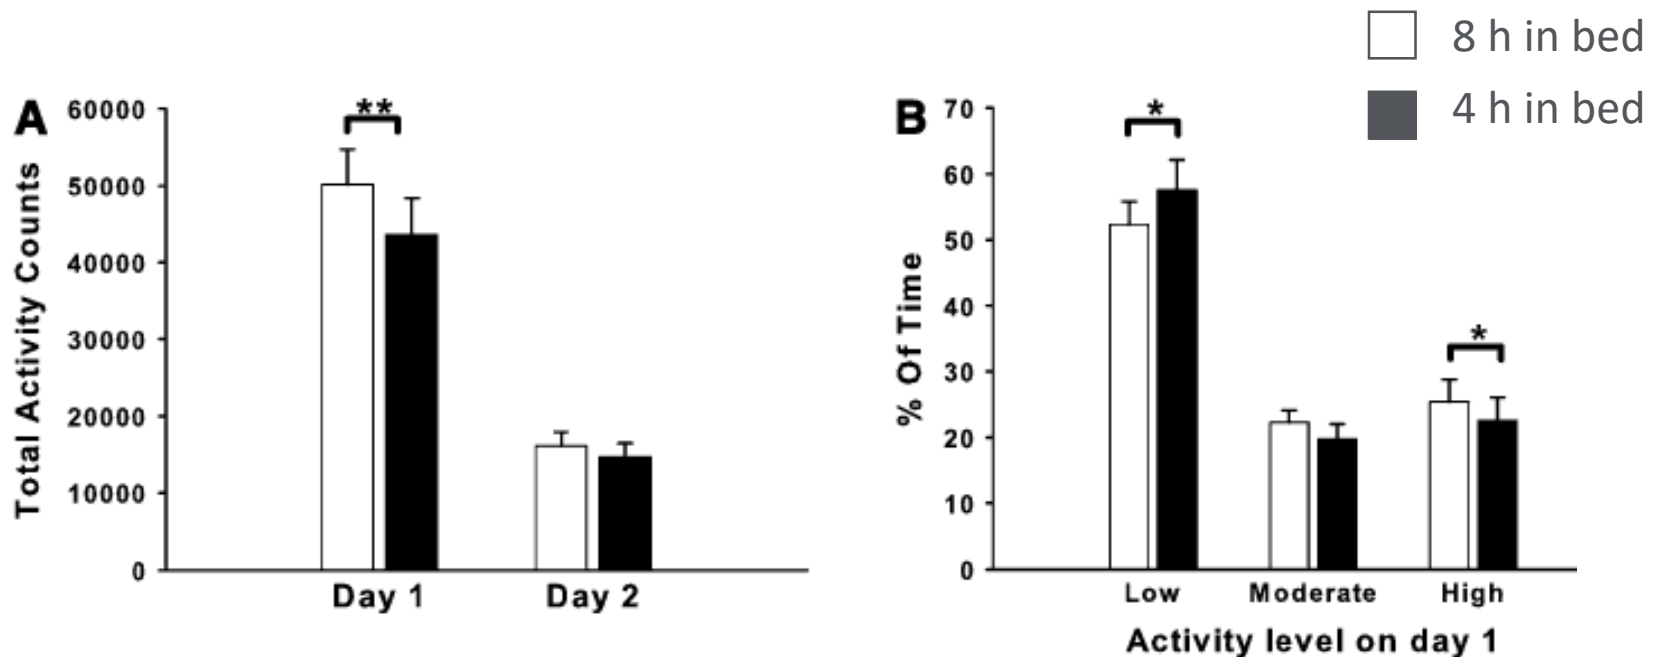 8 h in bed
4 h in bed
A
**
60000
50000
40000
30000
20000
10000
0
Total Activity Counts
Day 1 Day 2
B
*
*
70
60
50
40
30
20
10
0
% Of Time
Low Moderate High
Activity level on day 1